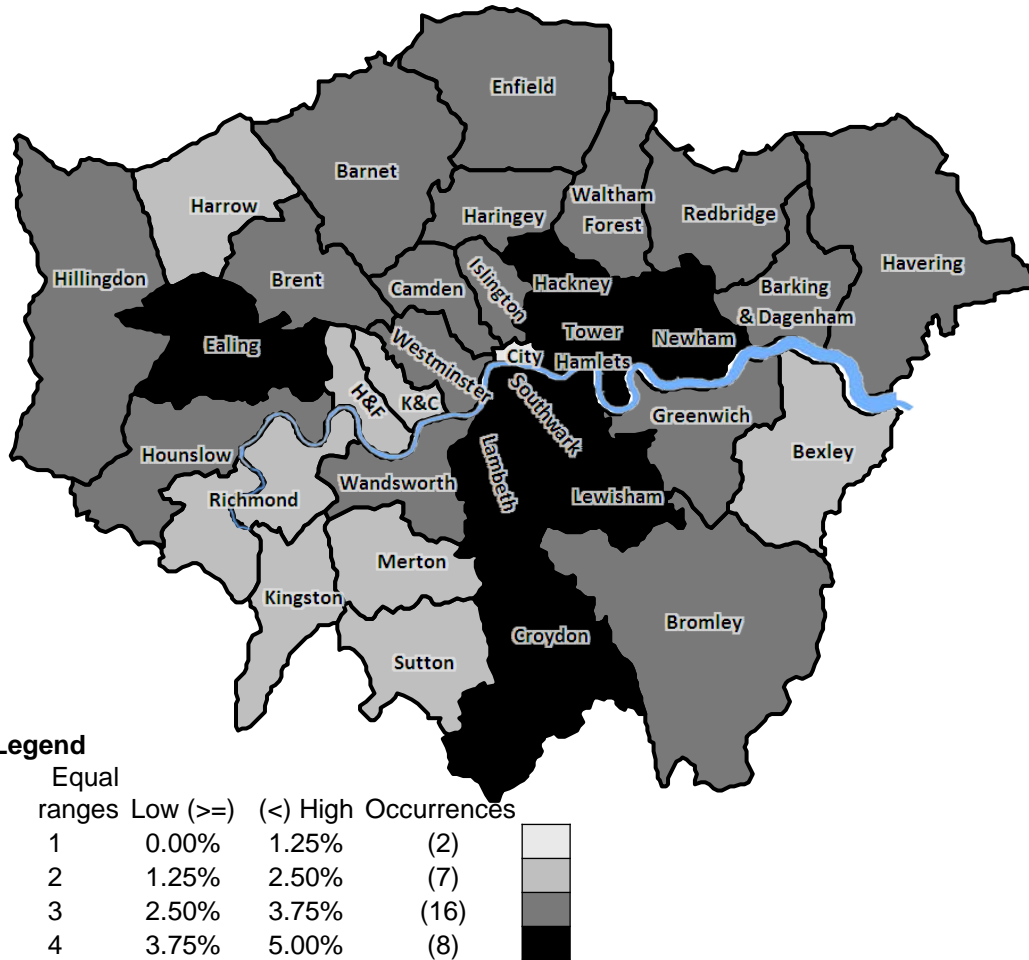 Enfield
Barnet
Harrow
Haringey
Waltham
Forest
Redbridge
Havering
Hillingdon
Brent
Camden
Islington
Hackney
Barking
& Dagenham
Ealing
Westminster
City
Tower
Hamlets
Newham
H&F
K&C
Southwark
Greenwich
Bexley
Hounslow
Richmond
Wandsworth
Lambeth
Lewisham
Merton
Kingston
Sutton
Croydon
Bromley
Legend
Equal
ranges Low (>=) (<) High Occurrences
1 0.00% 1.25% (2)
2 1.25% 2.50% (7)
3 2.50% 3.75% (16)
4 3.75% 5.00% (8)